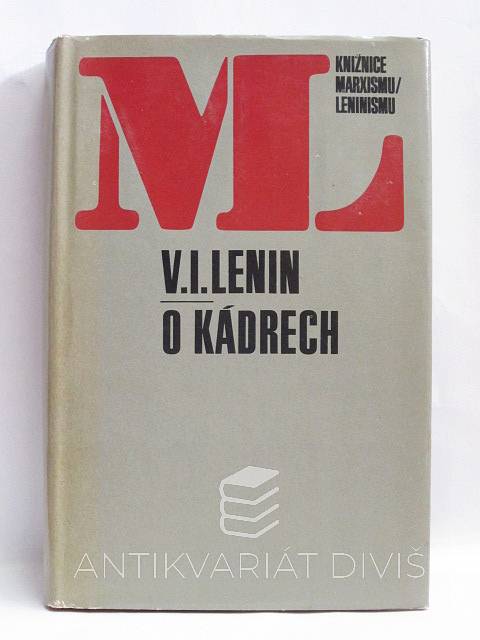 ML
KNIŽNICE
MARXISMU/
LENINISMU
V.I.LENIN
O KÁDRECH
ANTIKVARIÁT DIVIŠ